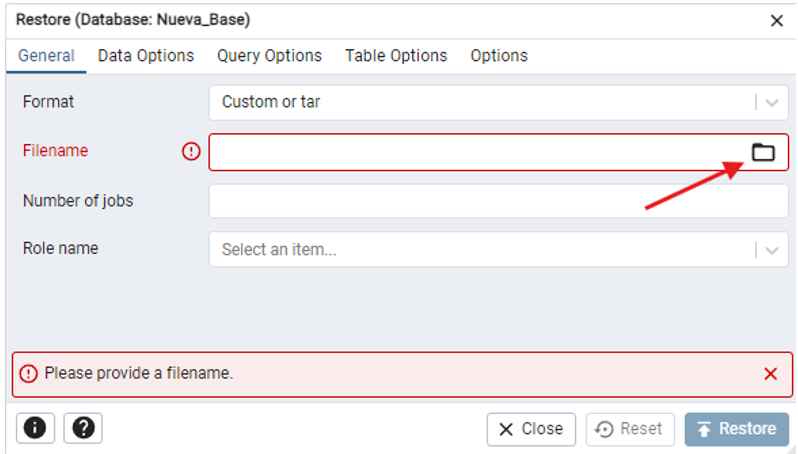 Restore (Database: Nueva_Base)
General Data Options Query Options Table Options Options
Format Custom or tar
Filename
Number of jobs
Role name Select an item...
Please provide a filename.
Close Reset Restore